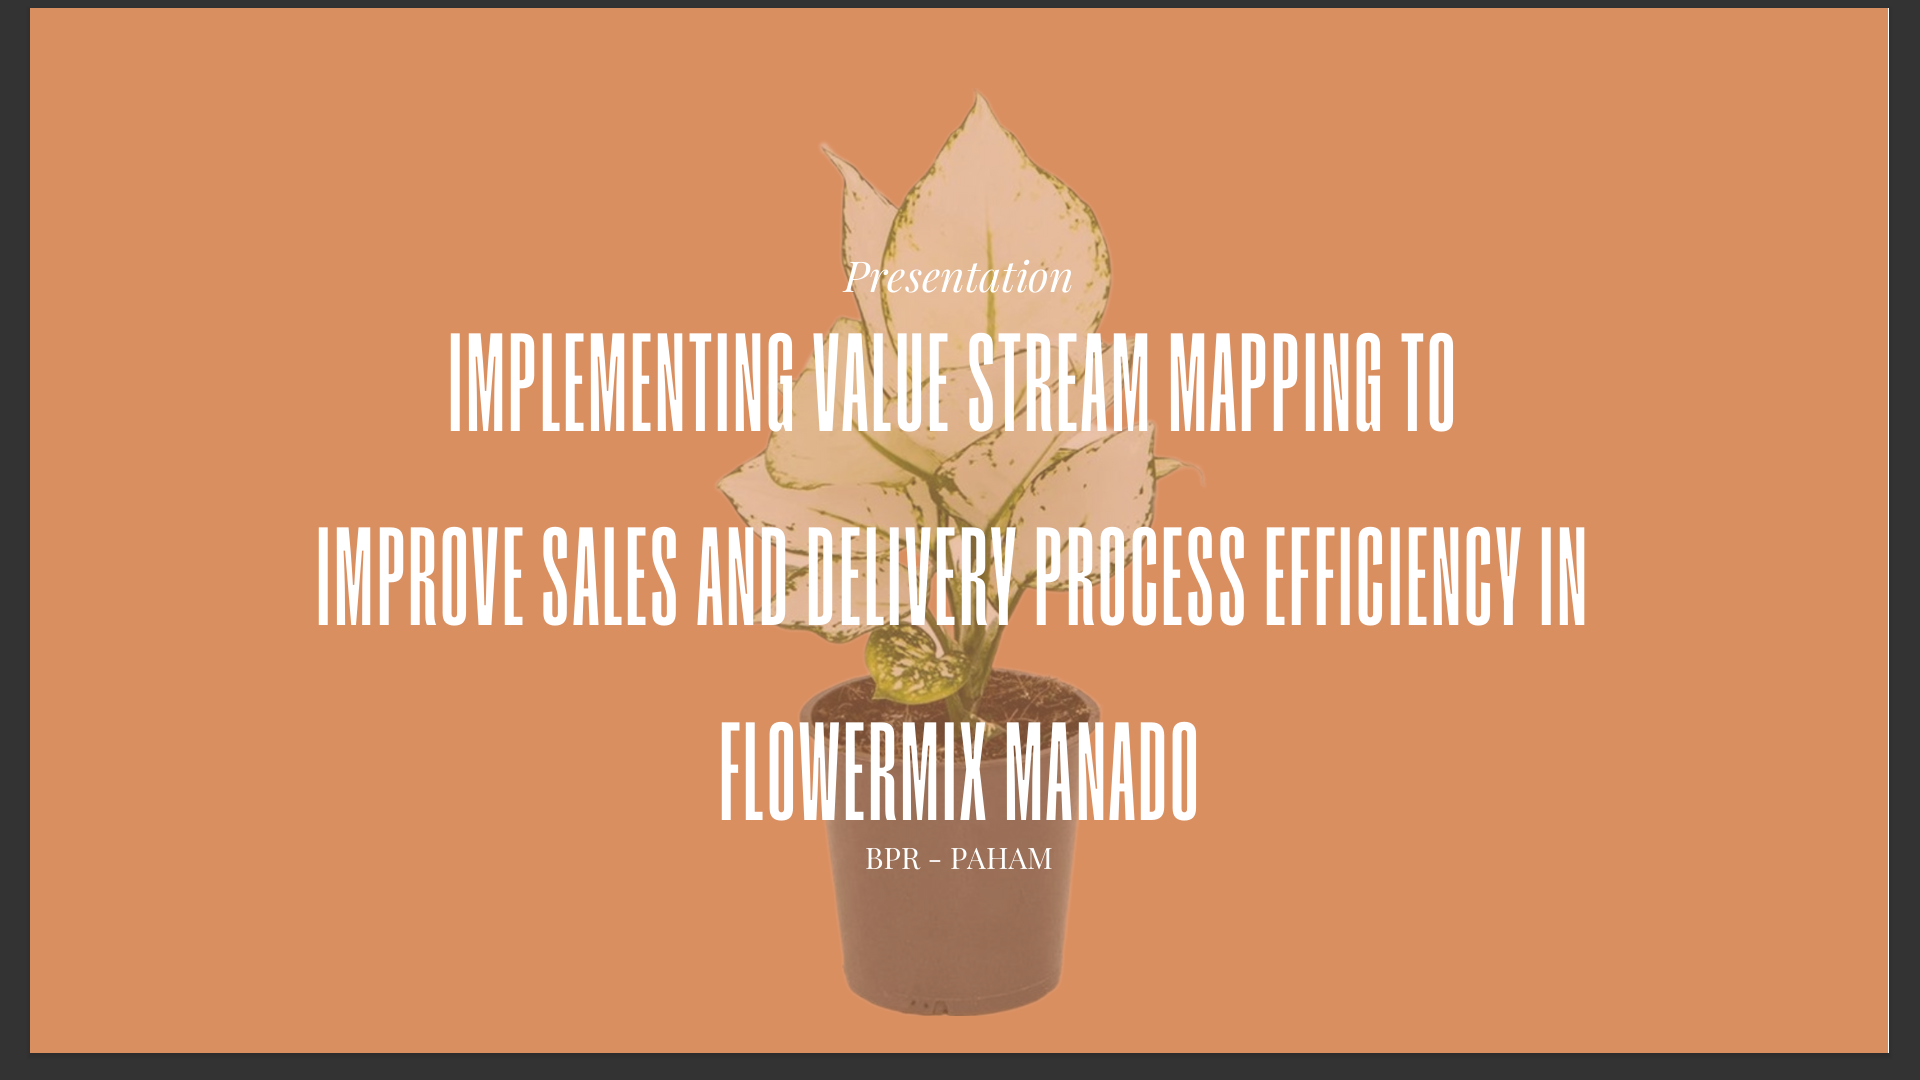 Presentation
IMPLEMENTING VALUE STREAM MAPPING TO
IMPROVE SALES AND DELIVERY PROCESS EFFICIENCY IN
FLOWERMIX MANADO
BPR - PAHAM